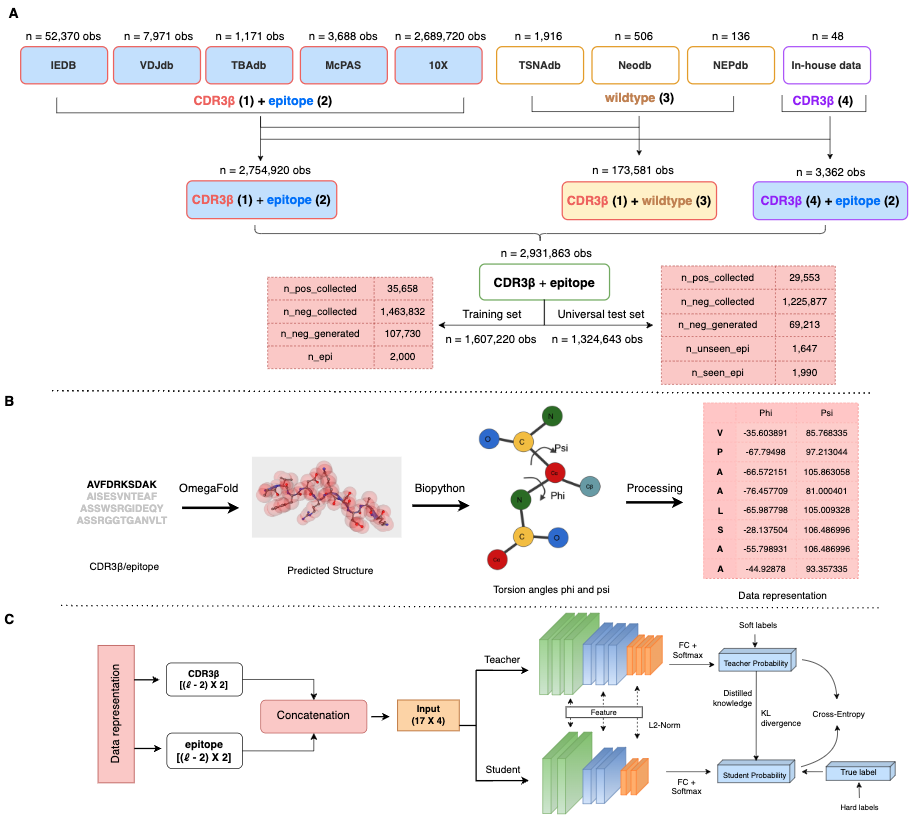 A
n = 52,370 obs
n = 7,971 obs
n = 1,171 obs
n = 3,688 obs
n = 2,689,720 obs
n = 1,916
n = 506
n = 136
n = 48
IEDB
VDJdb
TBAdb
McPAS
10X
TSNAdb
Neodb
NEPdb
In-house data
CDR3β (1) + epitope (2)
wildtype (3)
CDR3β (4)
n = 2,754,920 obs
n = 173,581 obs
n = 3,362 obs
CDR3β (1) + epitope (2)
CDR3β (1) + wildtype (3)
CDR3β (4) + epitope (2)
n = 2,931,863 obs
CDR3β + epitope
n_pos_collected 35,658
n_neg_collected 1,463,832
n_neg_generated 107,730
n_epi 2,000
Training set
n = 1,607,220 obs
Universal test set
n = 1,324,643 obs
n_pos_collected 29,553
n_neg_collected 1,225,877
n_neg_generated 69,213
n_unseen_epi 1,647
n_seen_epi 1,990
B
AVFDRKSDAK
AISESVNTEAF
ASSWSRGIDEQY
ASSRGGTGANVLT
CDR3β/epitope
OmegaFold
Predicted Structure
Biopython
N
O
C
Psi
Cα
Cβ
Phi
N
C
O
Cα
Torsion angles phi and psi
Processing
Phi Psi
V -35.603891 85.768335
P -67.79498 97.213044
A -66.572151 105.863058
A -76.457709 81.000401
L -65.987798 105.009328
S -28.137504 106.486996
A -55.798931 106.486996
A -44.92878 93.357335
Data representation
C
Data representation
CDR3β
[(ℓ - 2) X 2]
epitope
[(ℓ - 2) X 2]
Concatenation
Input
(17 X 4)
Teacher
Student
Feature
L2-Norm
FC +
Softmax
FC +
Softmax
Soft labels
Teacher Probability
Distilled
knowledge
KL
divergence
Cross-Entropy
Student Probability
True label
Hard labels